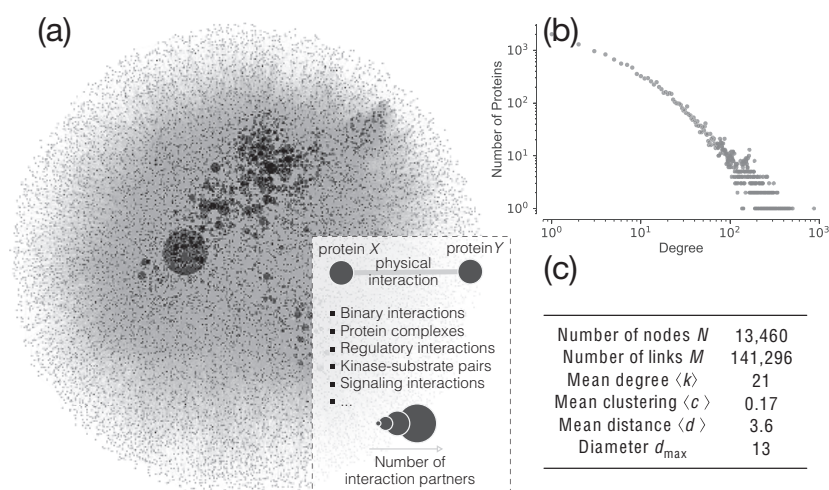 (a)
protein X
protein Y
physical
interaction
Binary interactions
Protein complexes
Regulatory interactions
Kinase-substrate pairs
Signaling interactions
...
Number of
interaction partners
(b)
Number of Proteins
10³
10²
10¹
10⁰
10⁰ 10¹ 10² 10³
Degree
(c)
Number of nodes N 13,460
Number of links M 141,296
Mean degree ⟨k⟩ 21
Mean clustering ⟨c⟩ 0.17
Mean distance ⟨d⟩ 3.6
Diameter dmax 13